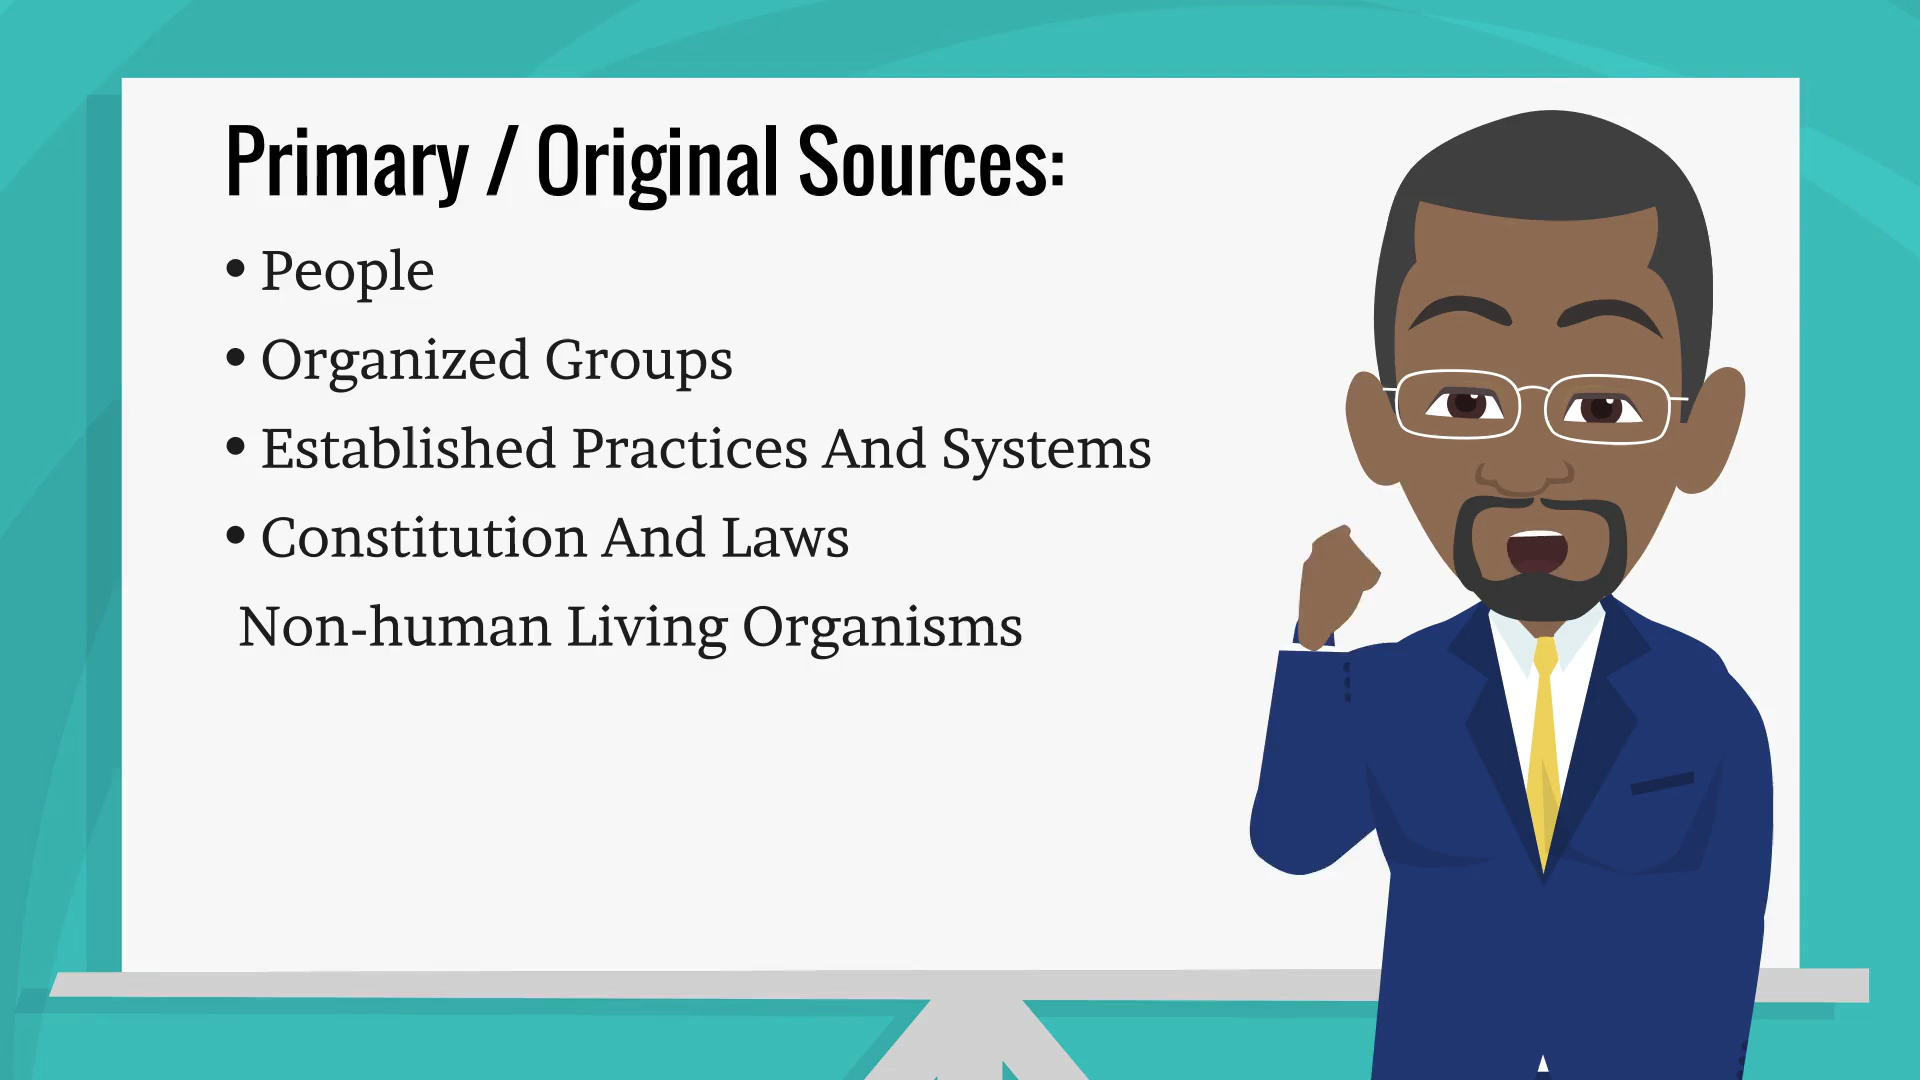 Primary / Original Sources:
• People
• Organized Groups
• Established Practices And Systems
• Constitution And Laws
Non-human Living Organisms